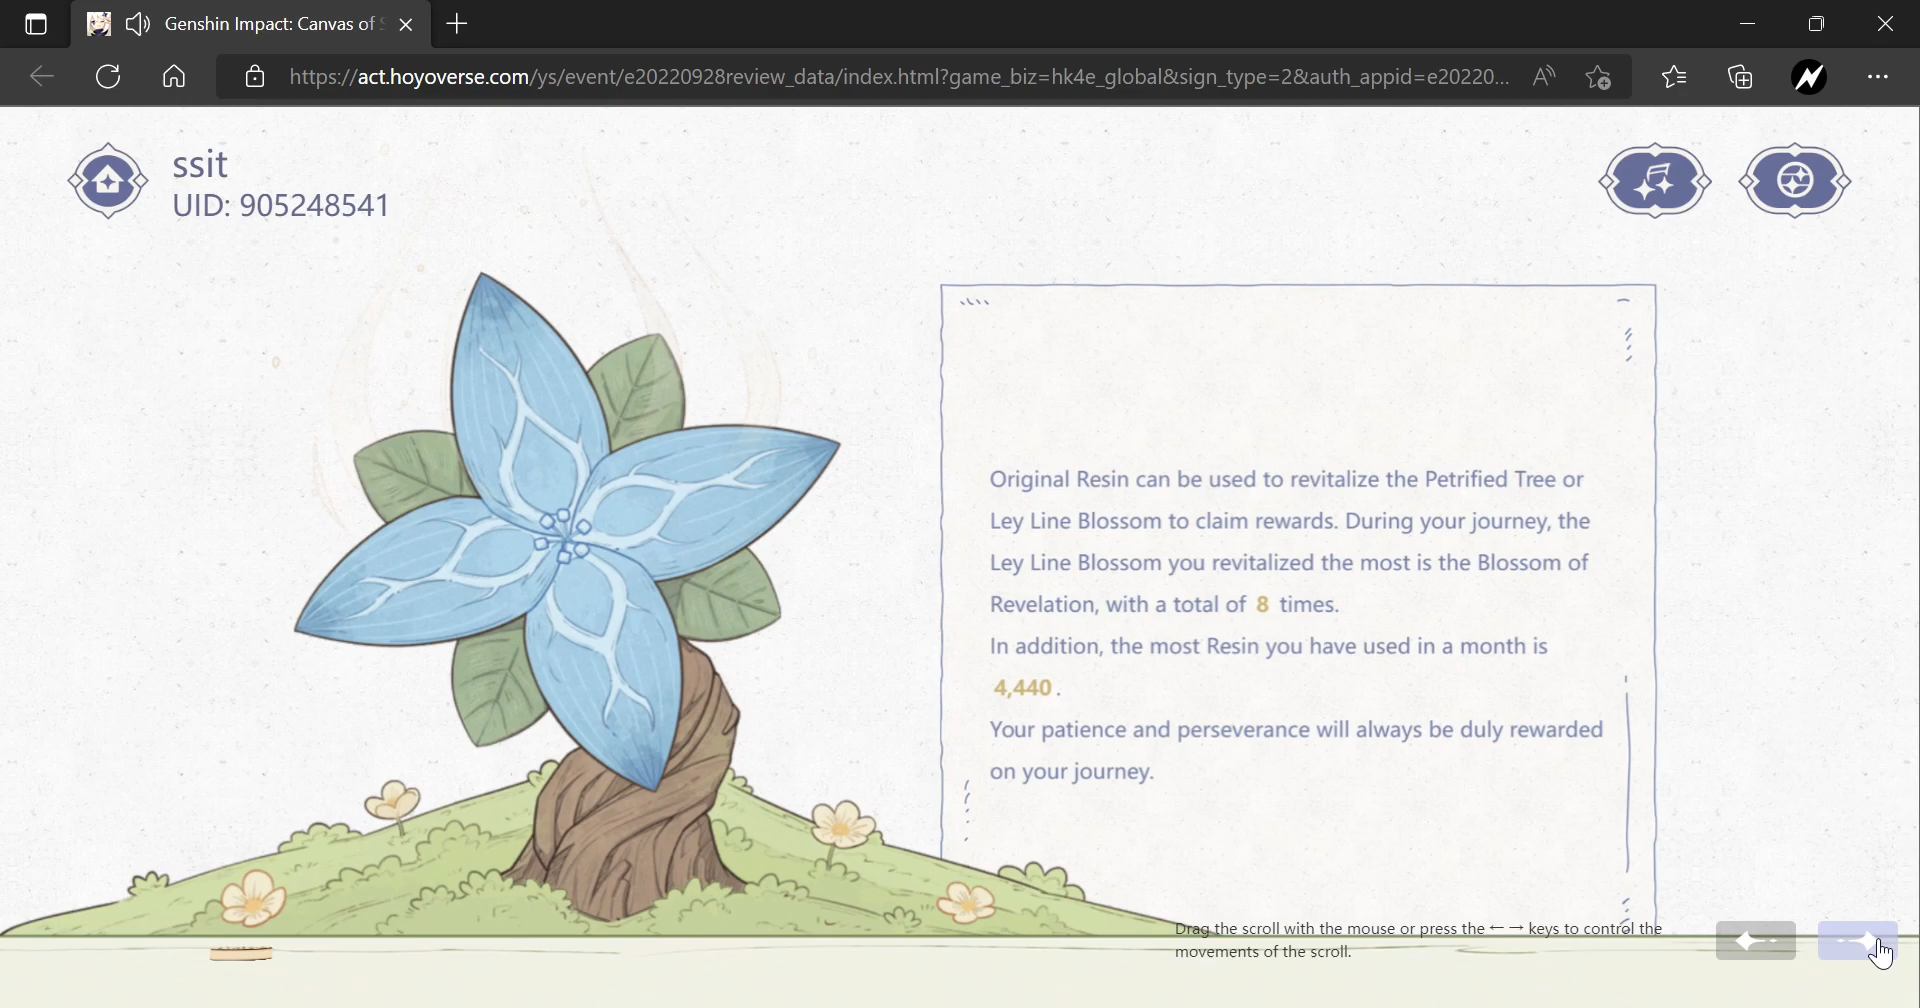 Genshin Impact: Canvas of
https://act.hoyoverse.com/ys/event/e20220928review_data/index.html?game_biz=hk4e_global&sign_type=2&auth_appid=e20220...
ssit
UID: 905248541
Original Resin can be used to revitalize the Petrified Tree or
Ley Line Blossom to claim rewards. During your journey, the
Ley Line Blossom you revitalized the most is the Blossom of
Revelation, with a total of 8 times.
In addition, the most Resin you have used in a month is
4,440 .
Your patience and perseverance will always be duly rewarded
on your journey.
Drag the scroll with the mouse or press the ←→ keys to control the
movements of the scroll.